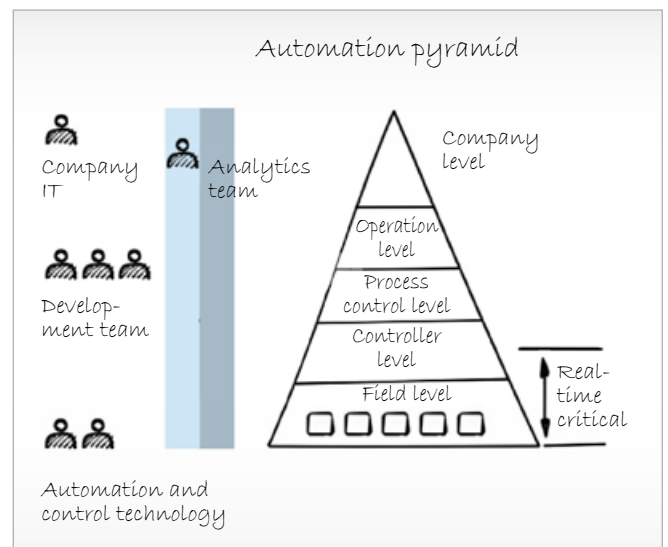 Automation pyramid
Company
IT
Analytics
team
Develop-
ment team
Automation and
control technology
Company
level
Operation
level
Process
control level
Controller
level
Field level
Real-
time
critical